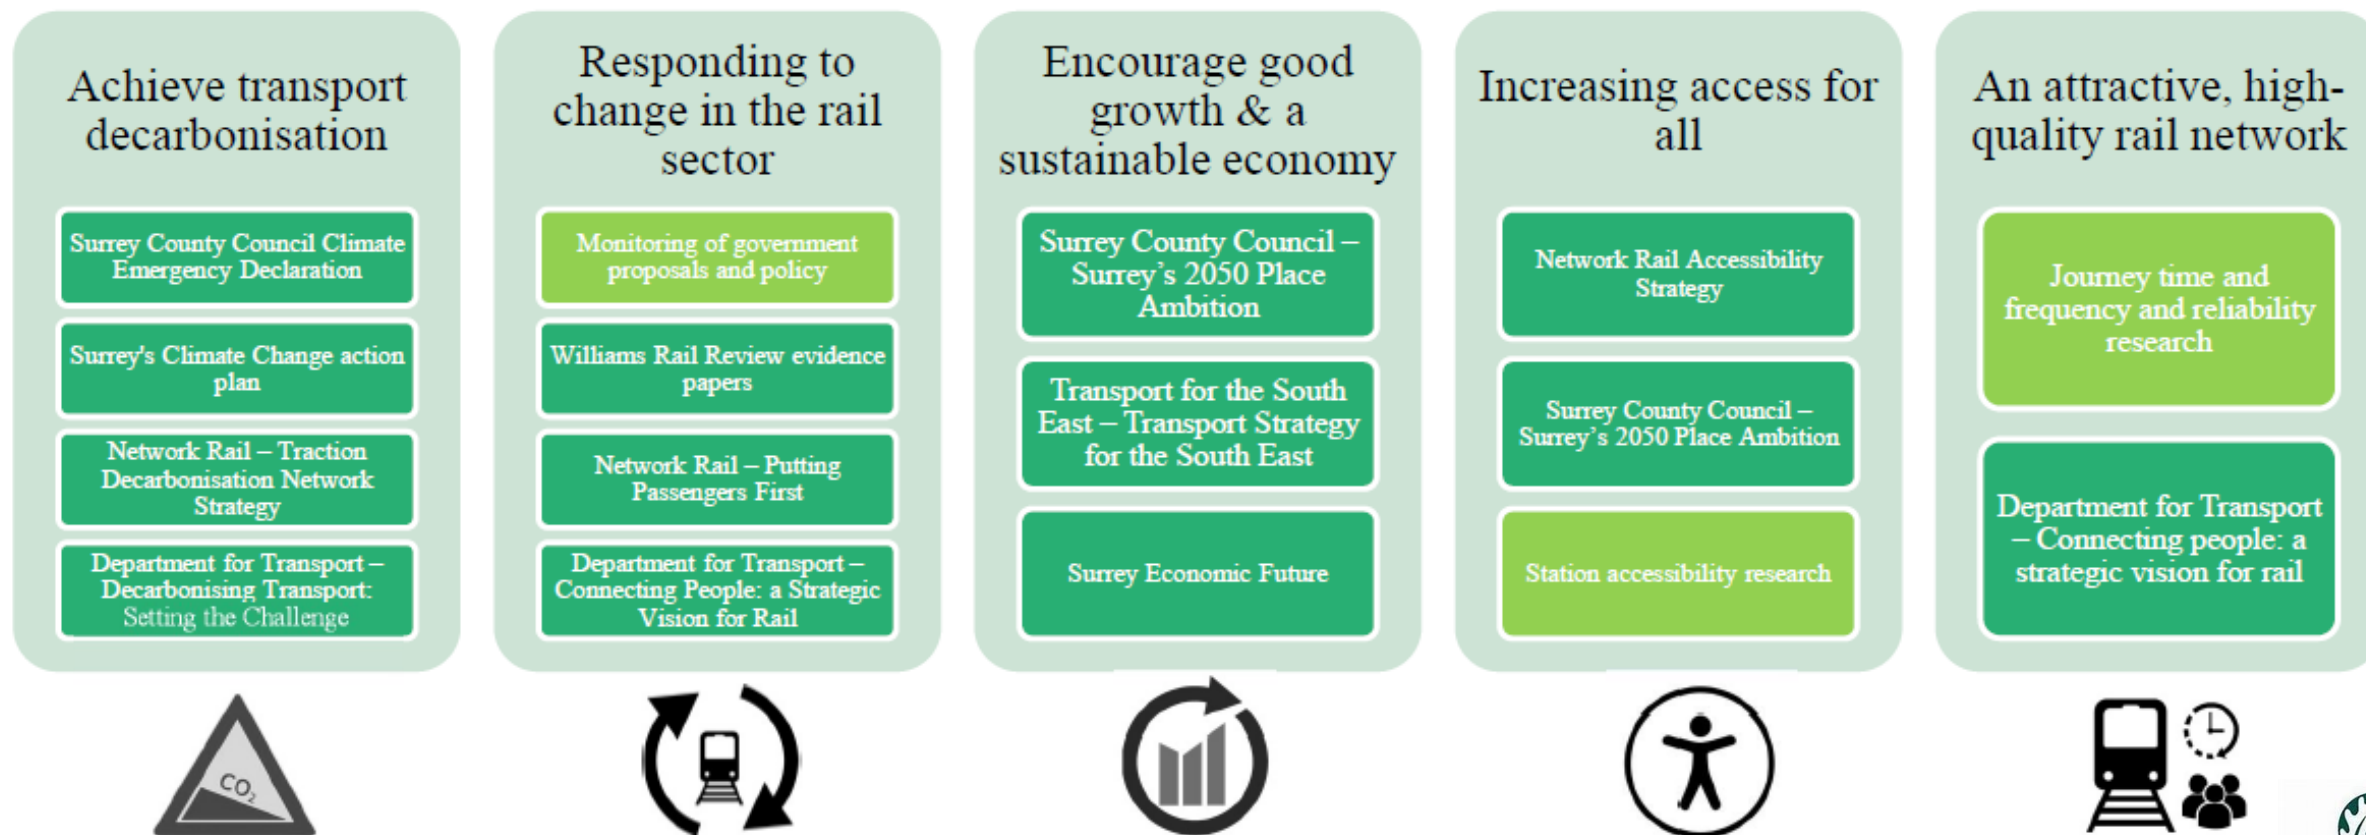 Achieve transport
decarbonisation
Surrey County Council Climate
Emergency Declaration
Surrey's Climate Change action
plan
Network Rail – Traction
Decarbonisation Network
Strategy
Department for Transport –
Decarbonising Transport:
Setting the Challenge
CO2
Responding to
change in the rail
sector
Monitoring of government
proposals and policy
Williams Rail Review evidence
papers
Network Rail – Putting
Passengers First
Department for Transport –
Connecting People: a Strategic
Vision for Rail
Encourage good
growth & a
sustainable economy
Surrey County Council –
Surrey’s 2050 Place
Ambition
Transport for the South
East – Transport Strategy
for the South East
Surrey Economic Future
Increasing access for
all
Network Rail Accessibility
Strategy
Surrey County Council –
Surrey’s 2050 Place Ambition
Station accessibility research
An attractive, high-
quality rail network
Journey time and
frequency and reliability
research
Department for Transport
– Connecting people: a
strategic vision for rail